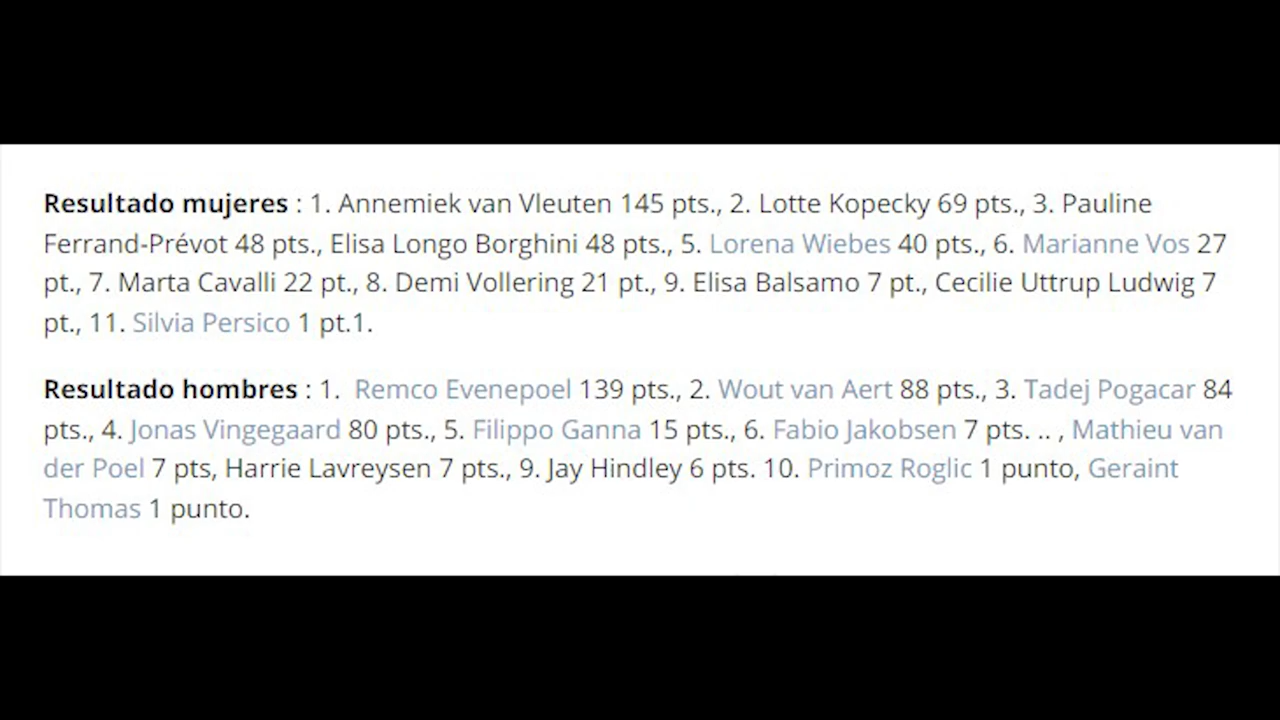 Resultado mujeres : 1. Annemiek van Vleuten 145 pts., 2. Lotte Kopecky 69 pts., 3. Pauline
Ferrand-Prévot 48 pts., Elisa Longo Borghini 48 pts., 5. Lorena Wiebes 40 pts., 6. Marianne Vos 27
pt., 7. Marta Cavalli 22 pt., 8. Demi Vollering 21 pt., 9. Elisa Balsamo 7 pt., Cecilie Uttrup Ludwig 7
pt., 11. Silvia Persico 1 pt.1.
Resultado hombres : 1. Remco Evenepoel 139 pts., 2. Wout van Aert 88 pts., 3. Tadej Pogacar 84
pts., 4. Jonas Vingegaard 80 pts., 5. Filippo Ganna 15 pts., 6. Fabio Jakobsen 7 pts. .. , Mathieu van
der Poel 7 pts, Harrie Lavreysen 7 pts., 9. Jay Hindley 6 pts. 10. Primoz Roglic 1 punto, Geraint
Thomas 1 punto.